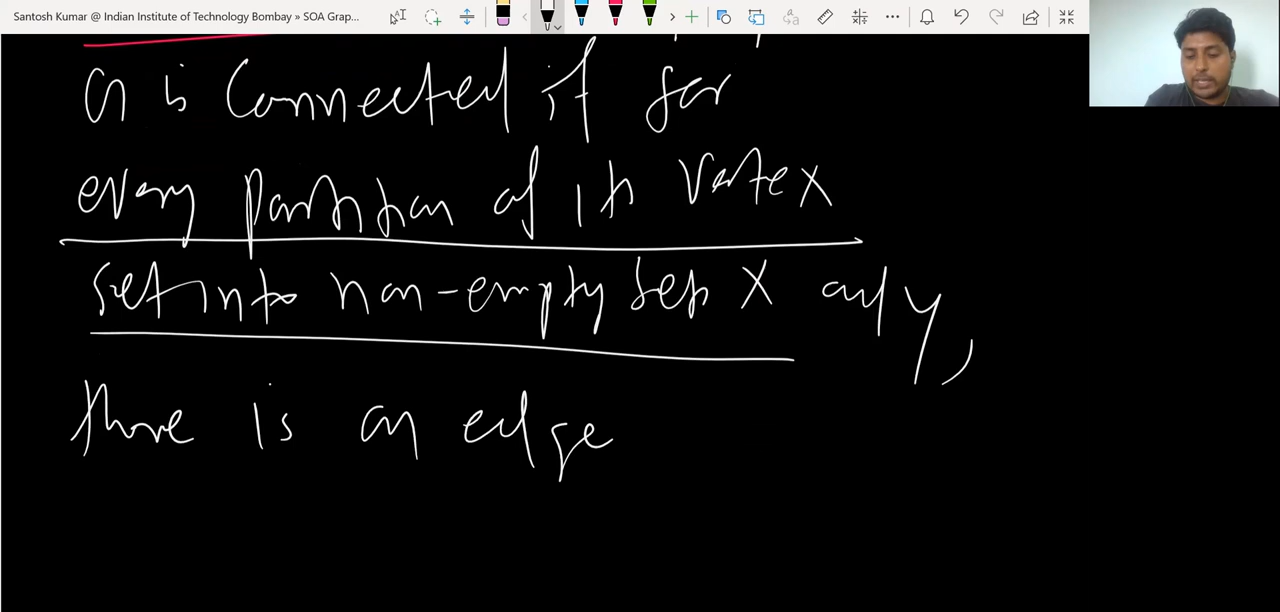 Santosh Kumar @ Indian Institute of Technology Bombay » SOA Grap...
G is connected if for
every partition of its vertex
set into non-empty sets X and Y,
there is an edge